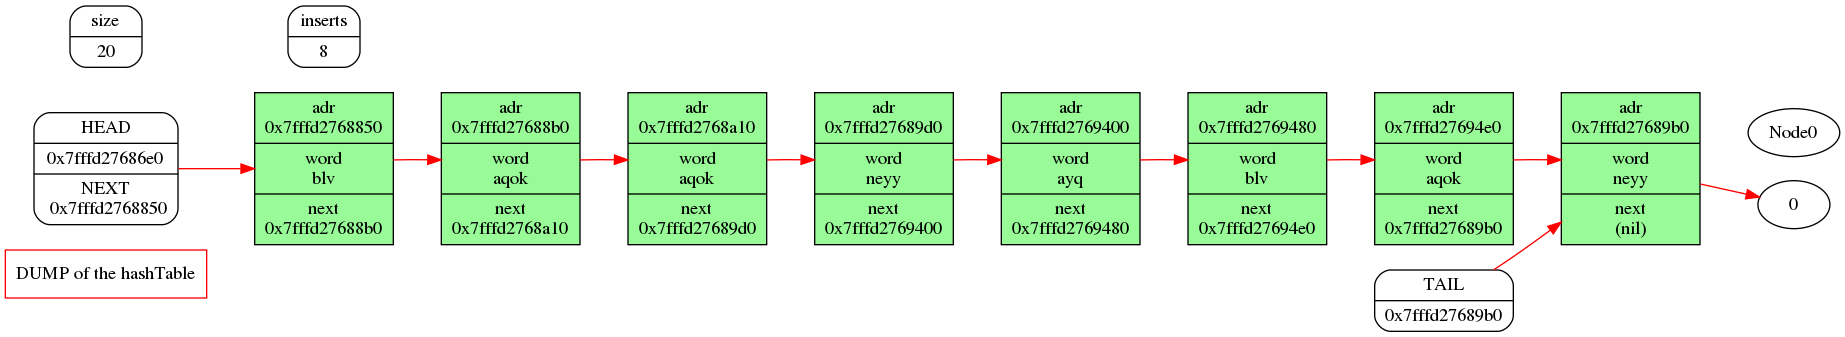 size
20
inserts
8
HEAD
0x7fffd27686e0
NEXT
0x7fffd2768850
adr
0x7fffd2768850
word
blv
next
0x7fffd27688b0
adr
0x7fffd27688b0
word
aqok
next
0x7fffd2768a10
adr
0x7fffd2768a10
word
aqok
next
0x7fffd27689d0
adr
0x7fffd27689d0
word
neyy
next
0x7fffd2769400
adr
0x7fffd2769400
word
ayq
next
0x7fffd2769480
adr
0x7fffd2769480
word
blv
next
0x7fffd27694e0
adr
0x7fffd27694e0
word
aqok
next
0x7fffd27689b0
adr
0x7fffd27689b0
word
neyy
next
(nil)
Node0
0
DUMP of the hashTable
TAIL
0x7fffd27689b0